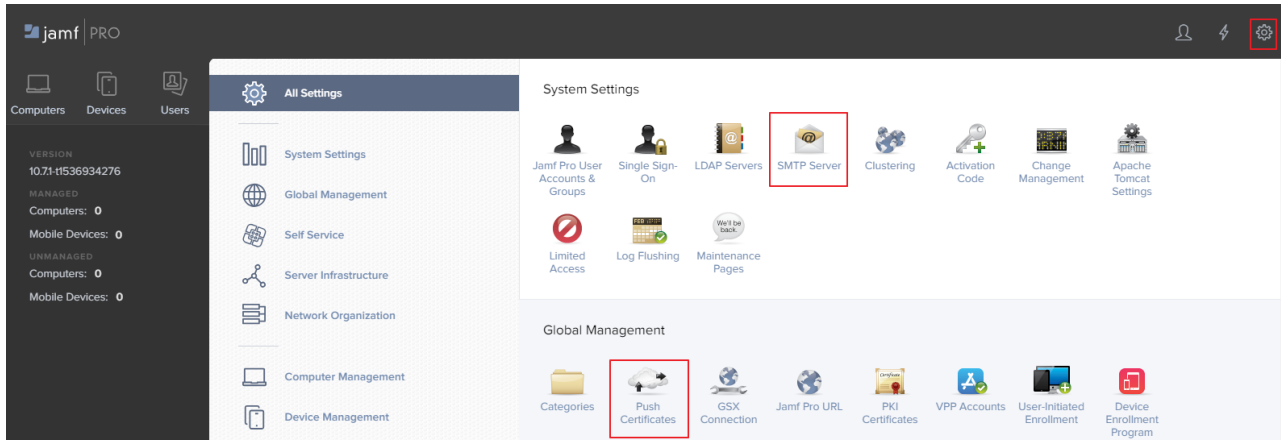 jamf PRO
Computers
Devices
Users
VERSION
10.7.1-t1536934276
MANAGED
Computers: 0
Mobile Devices: 0
UNMANAGED
Computers: 0
Mobile Devices: 0
All Settings
System Settings
Global Management
Self Service
Server Infrastructure
Network Organization
Computer Management
Device Management
System Settings
Jamf Pro User
Accounts &
Groups
Single Sign-
On
LDAP Servers
SMTP Server
Clustering
Activation
Code
Change
Management
Apache
Tomcat
Settings
Limited
Access
Log Flushing
We'll be
back.
Maintenance
Pages
Global Management
Categories
Push
Certificates
GSX
Connection
Jamf Pro URL
PKI
Certificates
VPP Accounts
User-Initiated
Enrollment
Device
Enrollment
Program